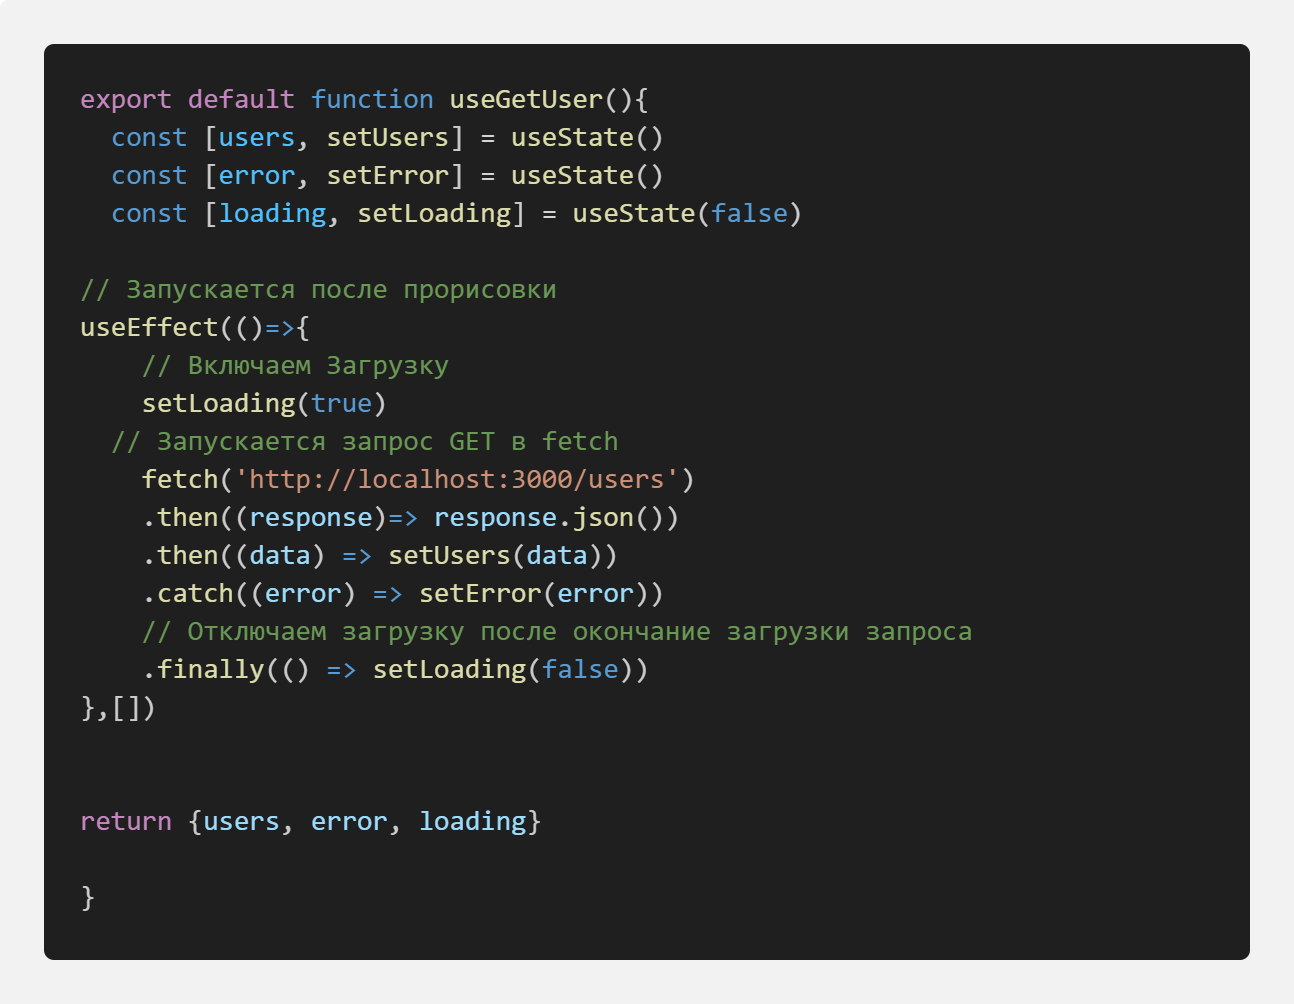 export default function useGetUser(){
  const [users, setUsers] = useState()
  const [error, setError] = useState()
  const [loading, setLoading] = useState(false)

// Запускается после прорисовки
useEffect(()=>{
    // Включаем Загрузку
    setLoading(true)
  // Запускается запрос GET в fetch
    fetch('http://localhost:3000/users')
    .then((response)=> response.json())
    .then((data) => setUsers(data))
    .catch((error) => setError(error))
    // Отключаем загрузку после окончание загрузки запроса
    .finally(() => setLoading(false))
},[])

return {users, error, loading}

}